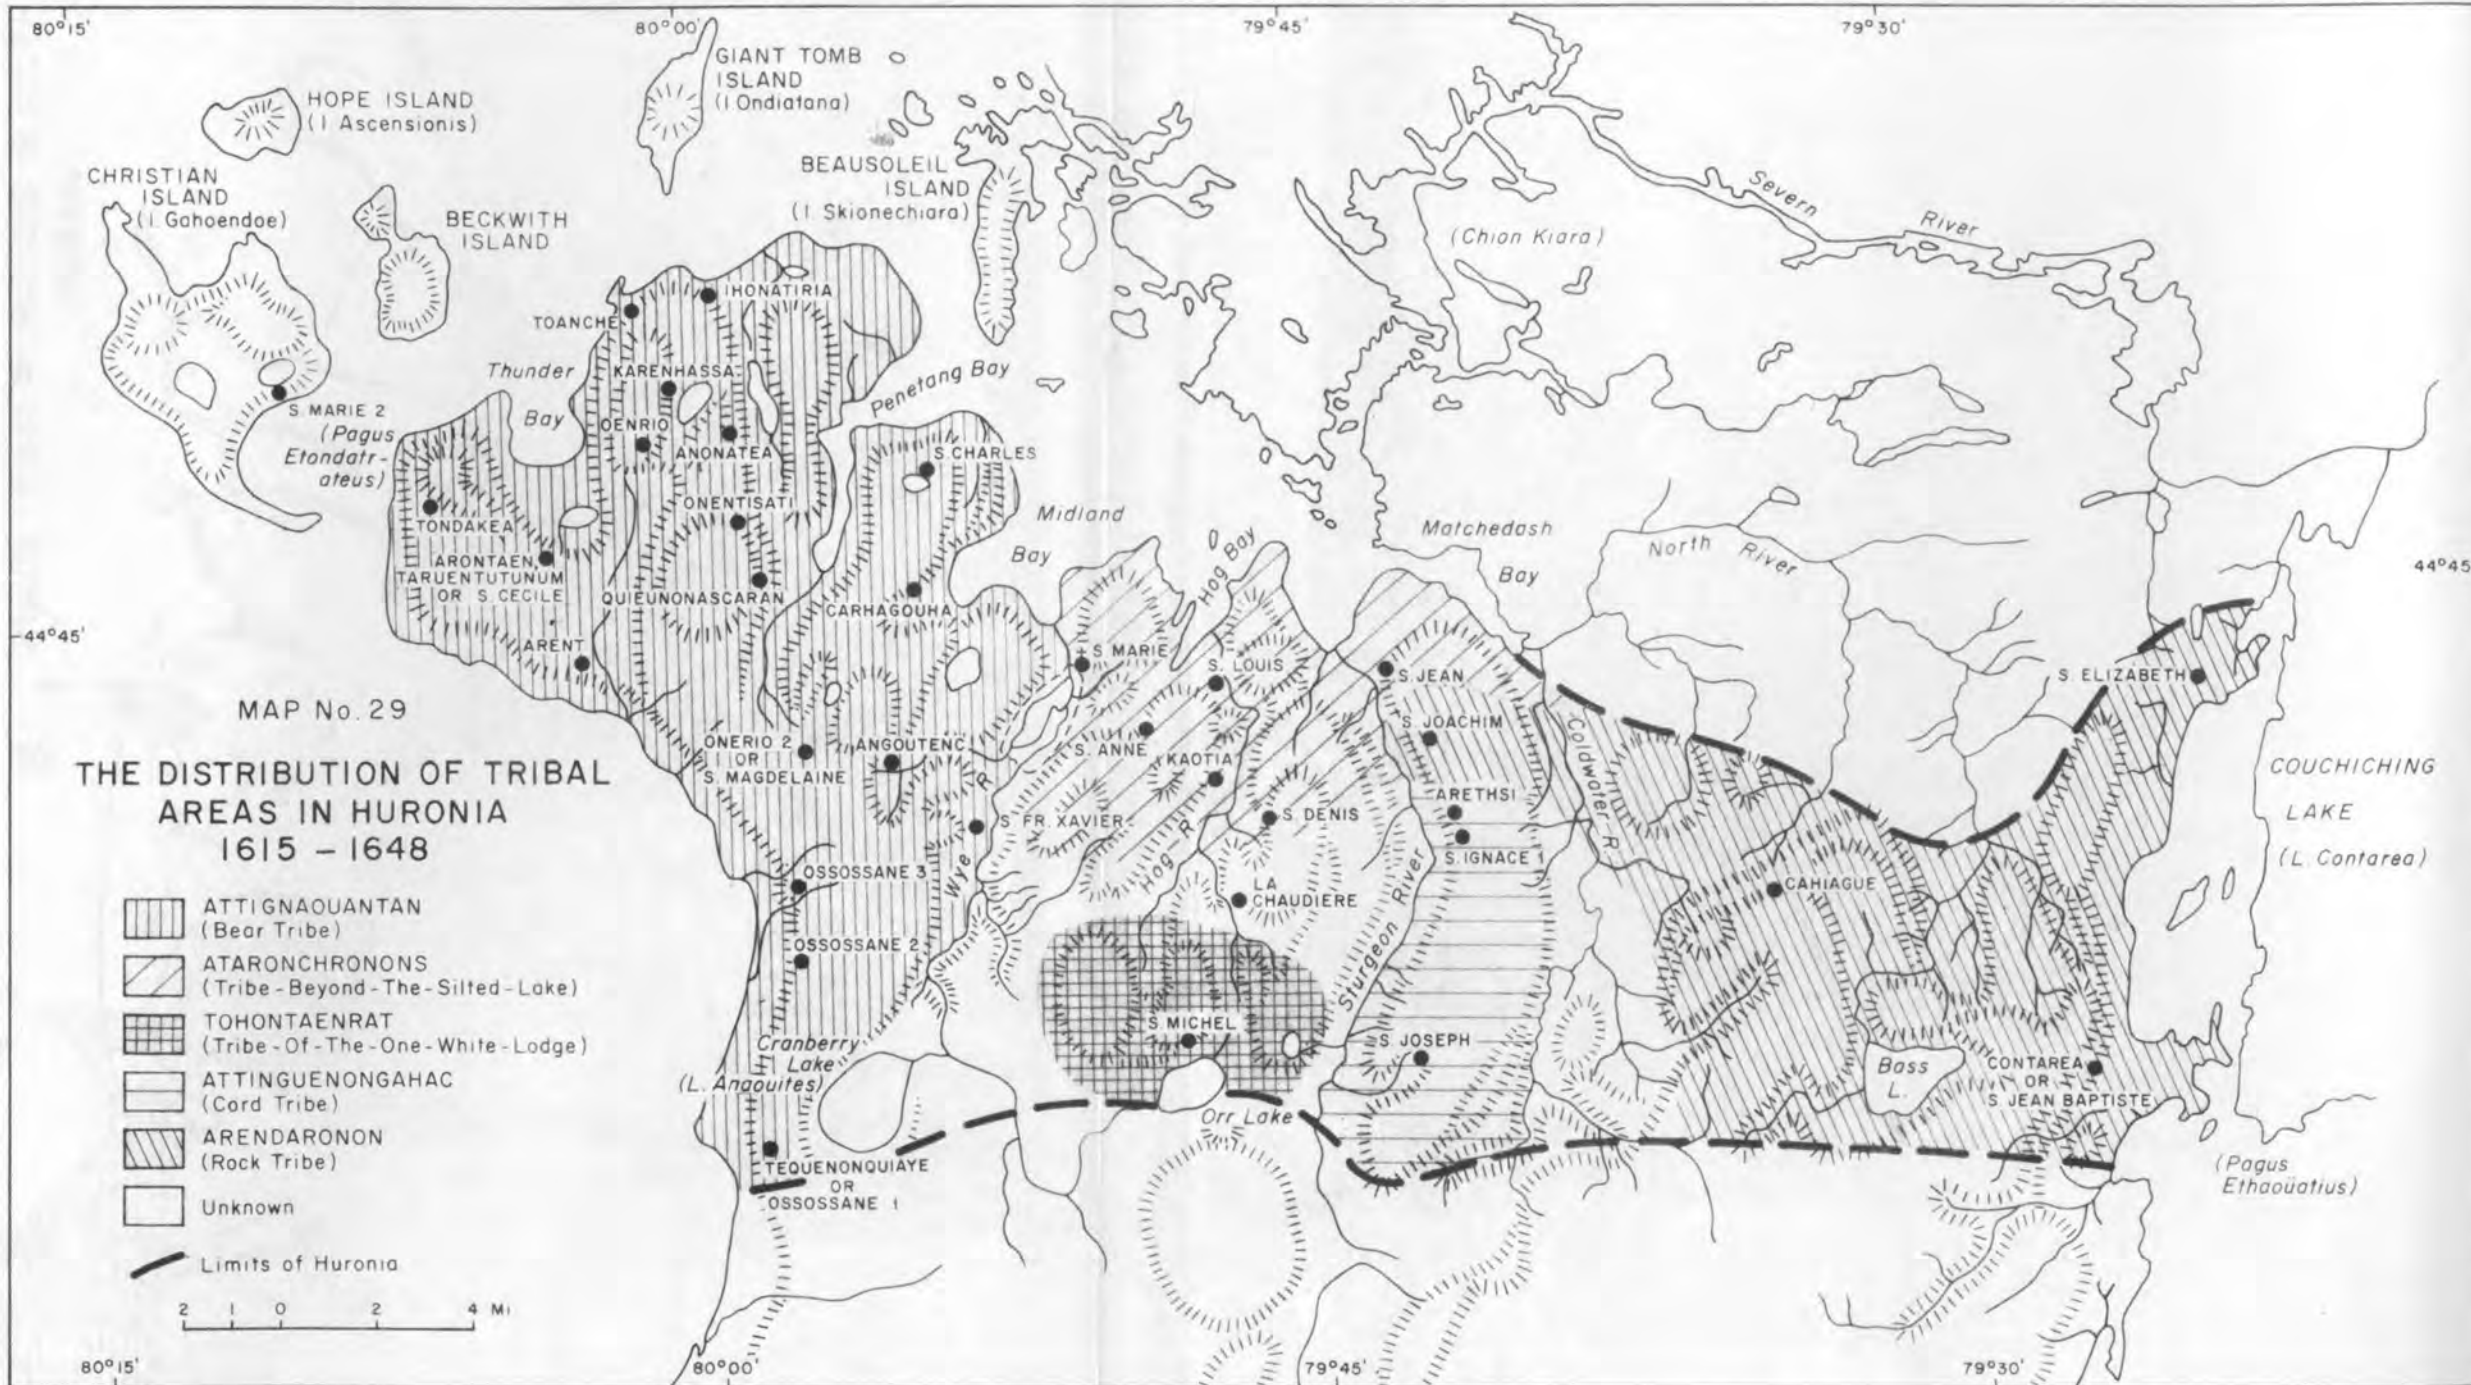 80°15'
80°00'
79°45'
79°30'
GIANT TOMB
ISLAND
(I. Ondiatana)
HOPE ISLAND
(I Ascensionis)
BEAUSOLEIL
ISLAND
(I. Skionechiara)
CHRISTIAN
ISLAND
(I. Gahoendoe)
BECKWITH
ISLAND
Severn
River
(Chion Kiara)
IHONATIRIA
TOANCHE
Thunder
Bay
KARENHASSA
Penetang Bay
S. MARIE 2
(Pagus
Etondatr-
ateus)
OENRIO
ANONATEA
S. CHARLES
ONENTISATI
Midland
Bay
Matchedash
Bay
Hog Bay
North River
TONDAKEA
ARONTAEN,
TARUENTUTUNUM
OR S. CECILE
QUIEUNONASCARAN
CARHAGOUHA
44°45'
44°45'
ARENT
S. MARIE
S. LOUIS
S. JEAN
S. ELIZABETH
MAP No. 29
THE DISTRIBUTION OF TRIBAL
AREAS IN HURONIA
1615 – 1648
ONERIO 2
OR
S. MAGDELAINE
ANGOUTENC
S. ANNE
KAOTIA
S. JOACHIM
Coldwater R.
COUCHICHING
LAKE
(L. Contarea)
ARETHSI
S. FR. XAVIER
S. DENIS
S. IGNACE 1
Wye R.
Hog R.
Sturgeon River
OSSOSSANE 3
LA
CHAUDIERE
CAHIAGUE
OSSOSSANE 2
S. MICHEL
S. JOSEPH
Cranberry
Lake
(L. Anaouites)
Bass
L.
CONTAREA
OR
S. JEAN BAPTISTE
Orr Lake
TEQUENONQUIAYE
OR
OSSOSSANE 1
(Pagus
Ethaoüatius)
ATTIGNAOUANTAN
(Bear Tribe)
ATARONCHRONONS
(Tribe-Beyond-The-Silted-Lake)
TOHONTAENRAT
(Tribe-Of-The-One-White-Lodge)
ATTINGUENONGAHAC
(Cord Tribe)
ARENDARONON
(Rock Tribe)
Unknown
Limits of Huronia
2 1 0 2 4 Mi
80°15'
80°00'
79°45'
79°30'